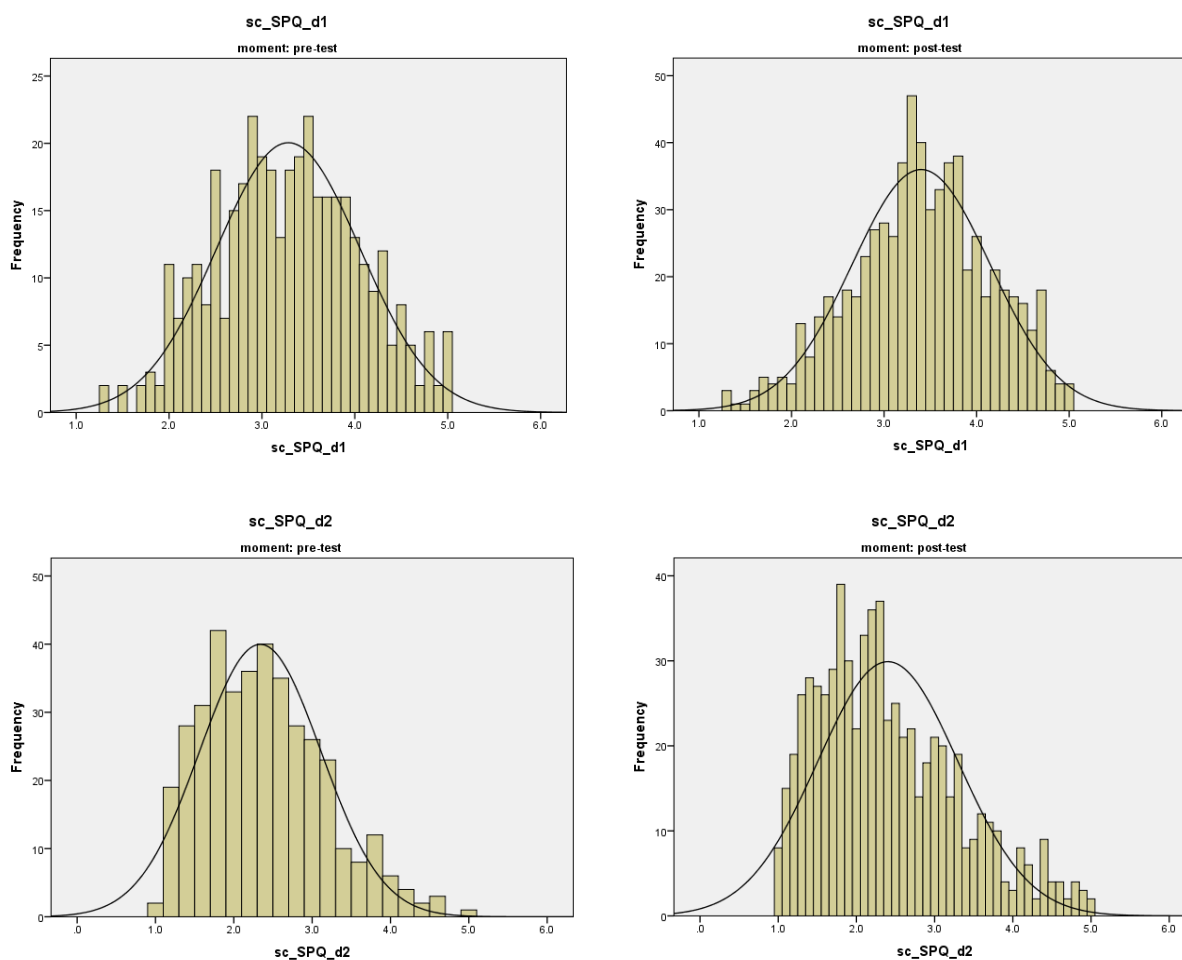 sc_SPQ_d1
moment: pre-test
Frequency
25
20
15
10
5
0
1.0 2.0 3.0 4.0 5.0 6.0
sc_SPQ_d1
sc_SPQ_d1
moment: post-test
Frequency
50
40
30
20
10
0
1.0 2.0 3.0 4.0 5.0 6.0
sc_SPQ_d1
sc_SPQ_d2
moment: pre-test
Frequency
50
40
30
20
10
0
.0 1.0 2.0 3.0 4.0 5.0 6.0
sc_SPQ_d2
sc_SPQ_d2
moment: post-test
Frequency
40
30
20
10
0
.0 1.0 2.0 3.0 4.0 5.0 6.0
sc_SPQ_d2